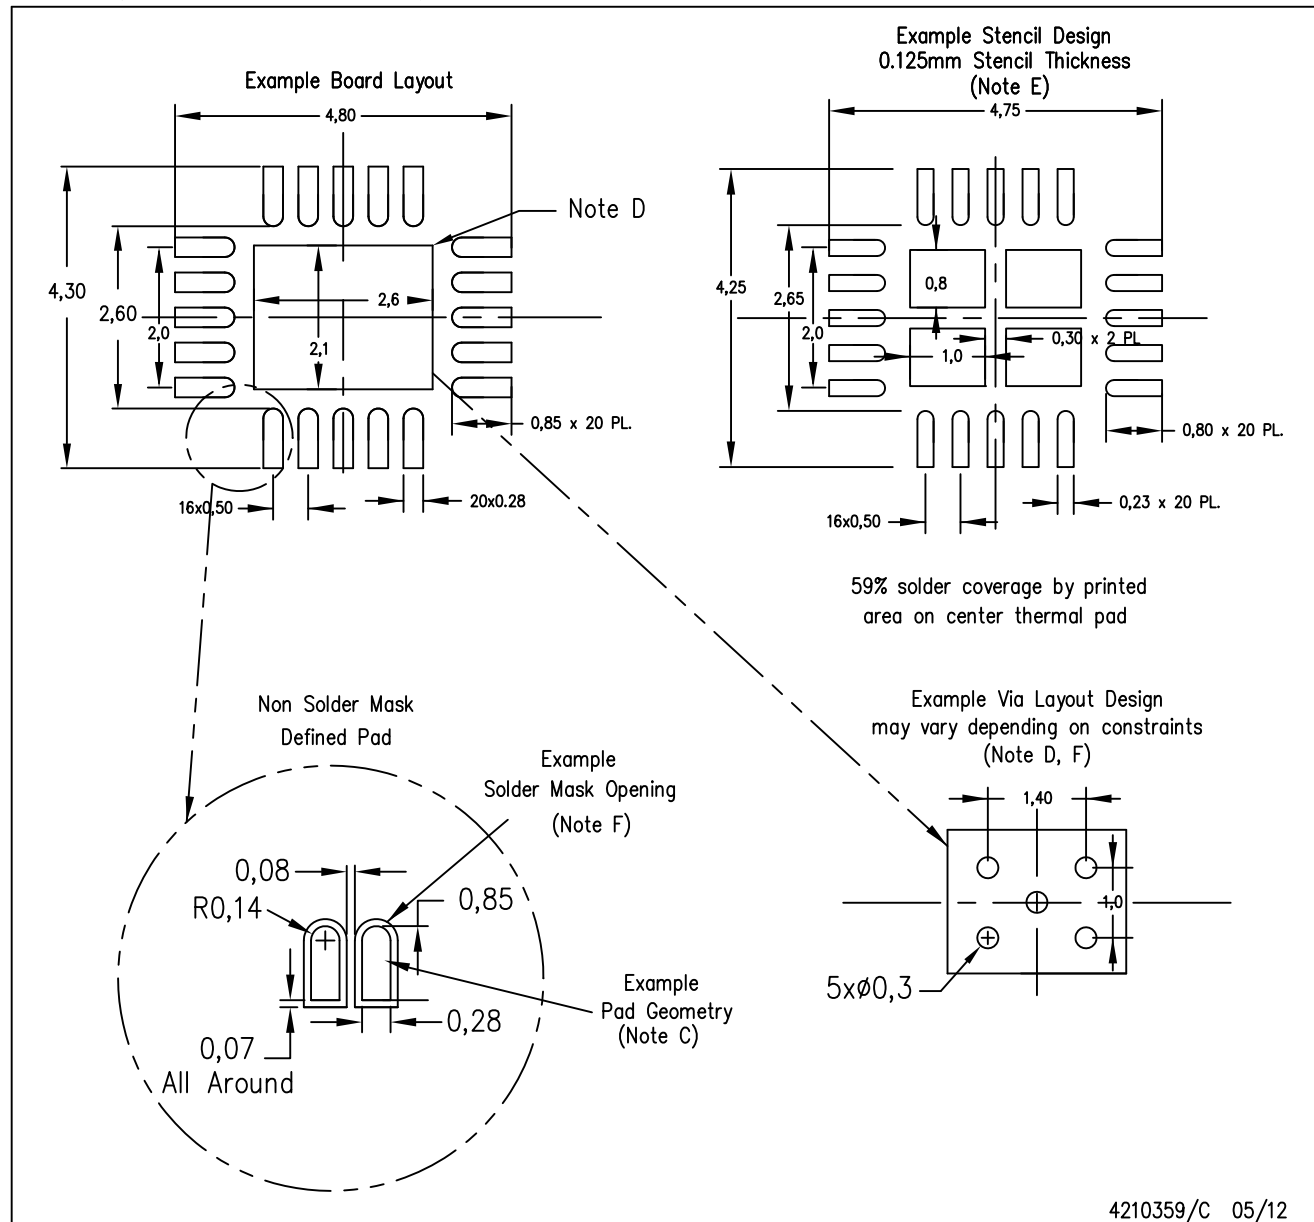 Example Board Layout
4,80
4,30
2,60
2,0
2,6
2,1
Note D
0,85 x 20 PL.
16x0,50
20x0.28
Example Stencil Design
0.125mm Stencil Thickness
(Note E)
4,75
4,25
2,65
2,0
0,8
1,0
0,30 x 2 PL
0,80 x 20 PL.
16x0,50
0,23 x 20 PL.
59% solder coverage by printed
area on center thermal pad
Non Solder Mask
Defined Pad
Example
Solder Mask Opening
(Note F)
0,08
R0,14
0,85
Example
Pad Geometry
(Note C)
0,28
0,07
All Around
Example Via Layout Design
may vary depending on constraints
(Note D, F)
1,40
1,0
5xø0,3
4210359/C 05/12